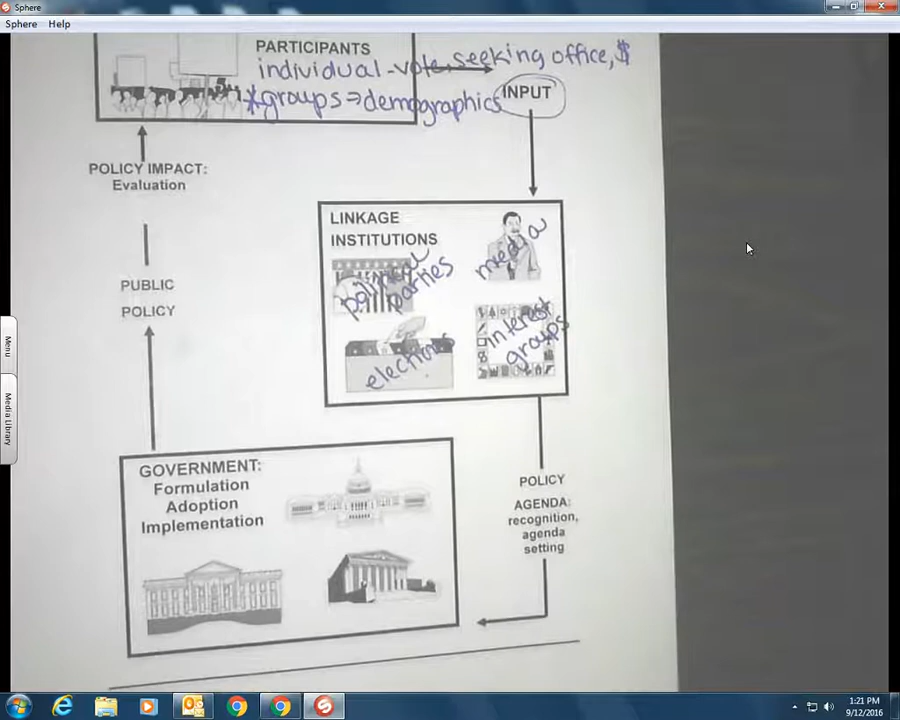 Sphere
Sphere Help
PARTICIPANTS
individual - vote, seeking office, $
*groups ⇒ demographics
INPUT
POLICY IMPACT:
Evaluation
LINKAGE
INSTITUTIONS
political
parties
media
elections
interest
groups
PUBLIC
POLICY
Menu
Media Library
GOVERNMENT:
Formulation
Adoption
Implementation
POLICY
AGENDA:
recognition,
agenda
setting
1:21 PM
9/12/2016